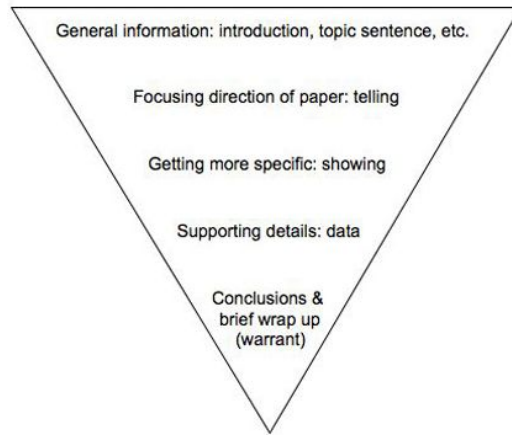 General information: introduction, topic sentence, etc.
Focusing direction of paper: telling
Getting more specific: showing
Supporting details: data
Conclusions &
brief wrap up
(warrant)